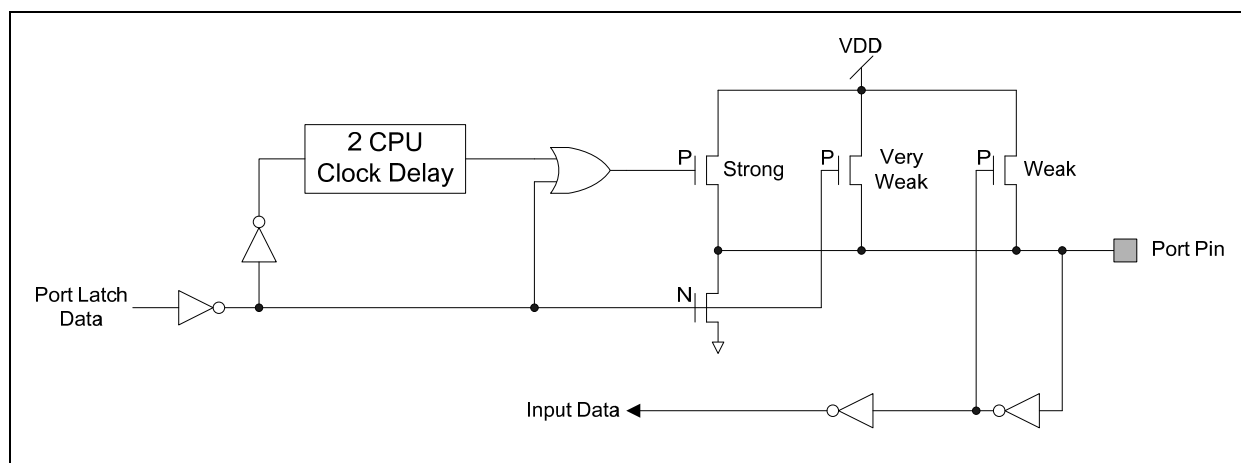 VDD
2 CPU
Clock Delay
P
Strong
P
Very
Weak
P
Weak
Port Pin
Port Latch
Data
N
Input Data